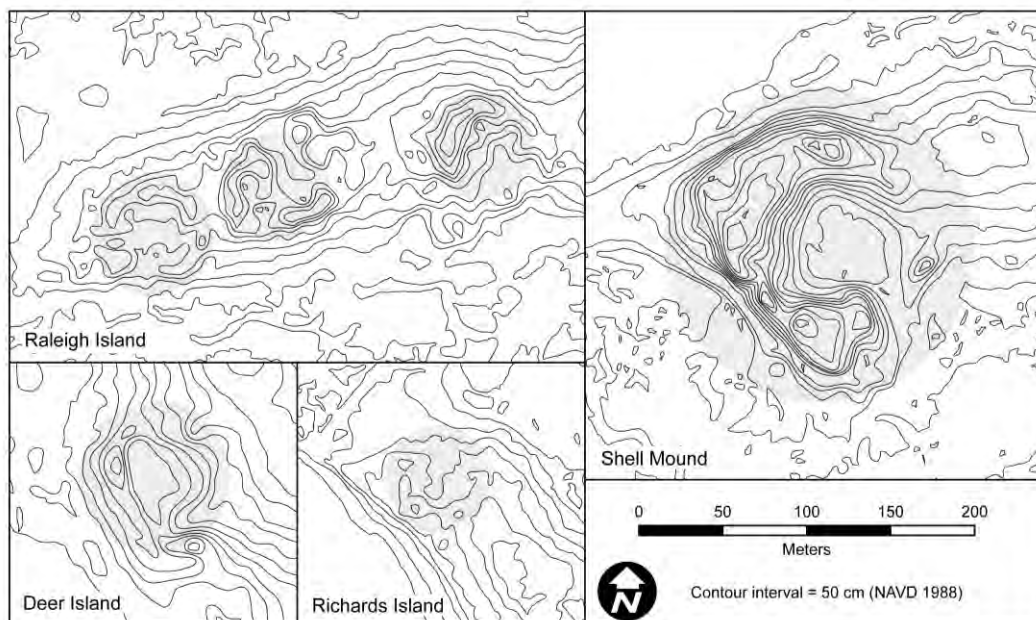 Raleigh Island
Shell Mound
Deer Island
Richards Island
0 50 100 150 200
Meters
N
Contour interval = 50 cm (NAVD 1988)